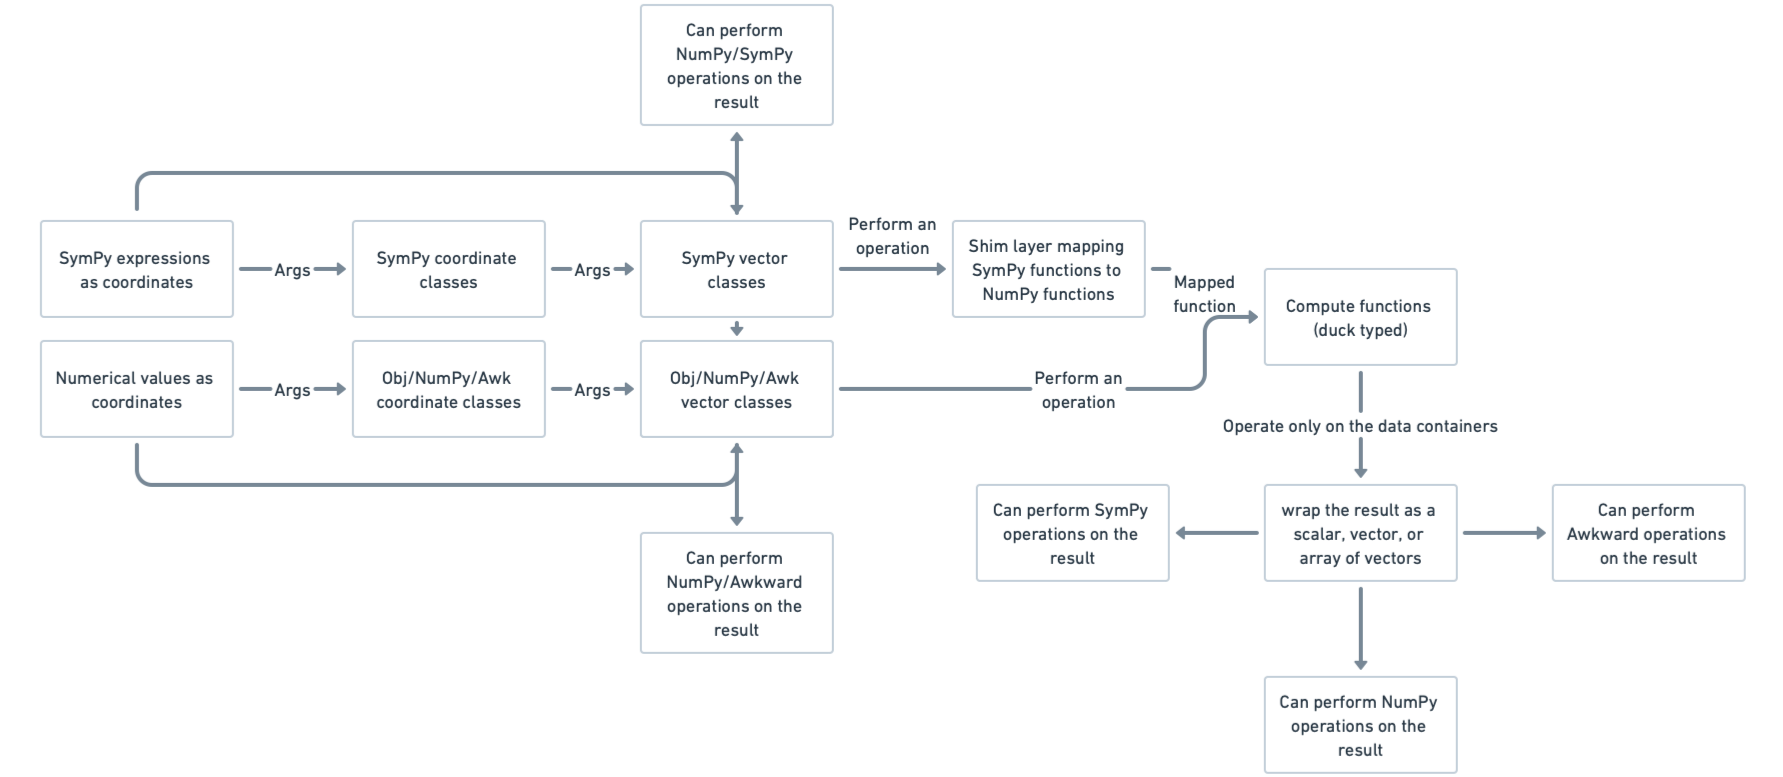 Can perform
NumPy/SymPy
operations on the
result
SymPy expressions
as coordinates
Args
SymPy coordinate
classes
Args
SymPy vector
classes
Perform an
operation
Shim layer mapping
SymPy functions to
NumPy functions
Mapped
function
Compute functions
(duck typed)
Numerical values as
coordinates
Args
Obj/NumPy/Awk
coordinate classes
Args
Obj/NumPy/Awk
vector classes
Perform an
operation
Operate only on the data containers
Can perform SymPy
operations on the
result
wrap the result as a
scalar, vector, or
array of vectors
Can perform
Awkward operations
on the result
Can perform
NumPy/Awkward
operations on the
result
Can perform NumPy
operations on the
result